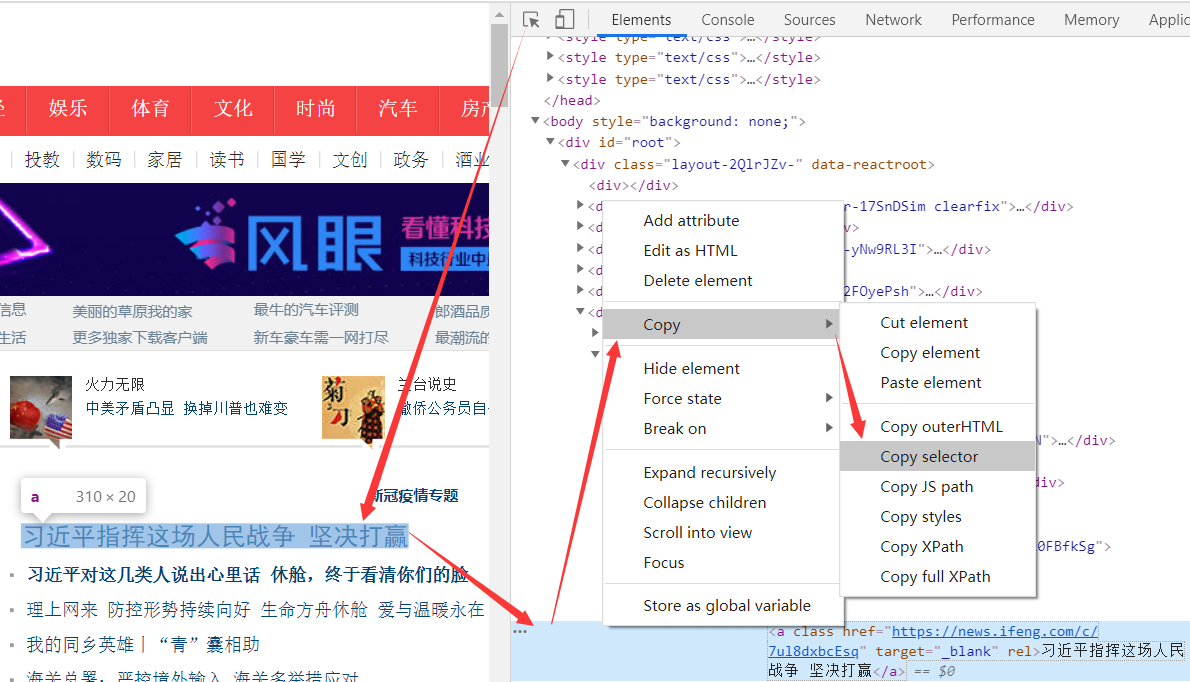 Elements Console Sources Network Performance Memory Applic
<style type="text/css">…</style>
<style type="text/css">…</style>
<style type="text/css">…</style>
</head>
<body style="background: none;">
<div id="root">
<div class="layout-2QlrJZv-" data-reactroot>
<div></div>
<d r-17SnDSim clearfix">…</div>
<d v>
<d -yNw9RL3I">…</div>
<d
<d 2FOyePsh">…</div>
<d
N">…</div>
div>
0FBfkSg">
Add attribute
Edit as HTML
Delete element
Copy
Hide element
Force state
Break on
Expand recursively
Collapse children
Scroll into view
Focus
Store as global variable
Cut element
Copy element
Paste element
Copy outerHTML
Copy selector
Copy JS path
Copy styles
Copy XPath
Copy full XPath
… <a class href="https://news.ifeng.com/c/
7ul8dxbcEsq" target="_blank" rel>习近平指挥这场人民
战争 坚决打赢</a> == $0
娱乐 体育 文化 时尚 汽车 房产
投教 数码 家居 读书 国学 文创 政务 酒业
风眼 看懂科技
科技行业中
信息 美丽的草原我的家 最牛的汽车评测 郎酒品质
生活 更多独家下载客户端 新车豪车需一网打尽 最潮流的
火力无限
中美矛盾凸显 换掉川普也难变
菊刀
兰台说史
撤侨公务员自
a 310 × 20
新冠疫情专题
习近平指挥这场人民战争 坚决打赢
习近平对这几类人说出心里话 休舱，终于看清你们的脸
理上网来 防控形势持续向好 生命方舟休舱 爱与温暖永在
我的同乡英雄丨“青”囊相助
海关总署：严控境外输入 海关多举措应对